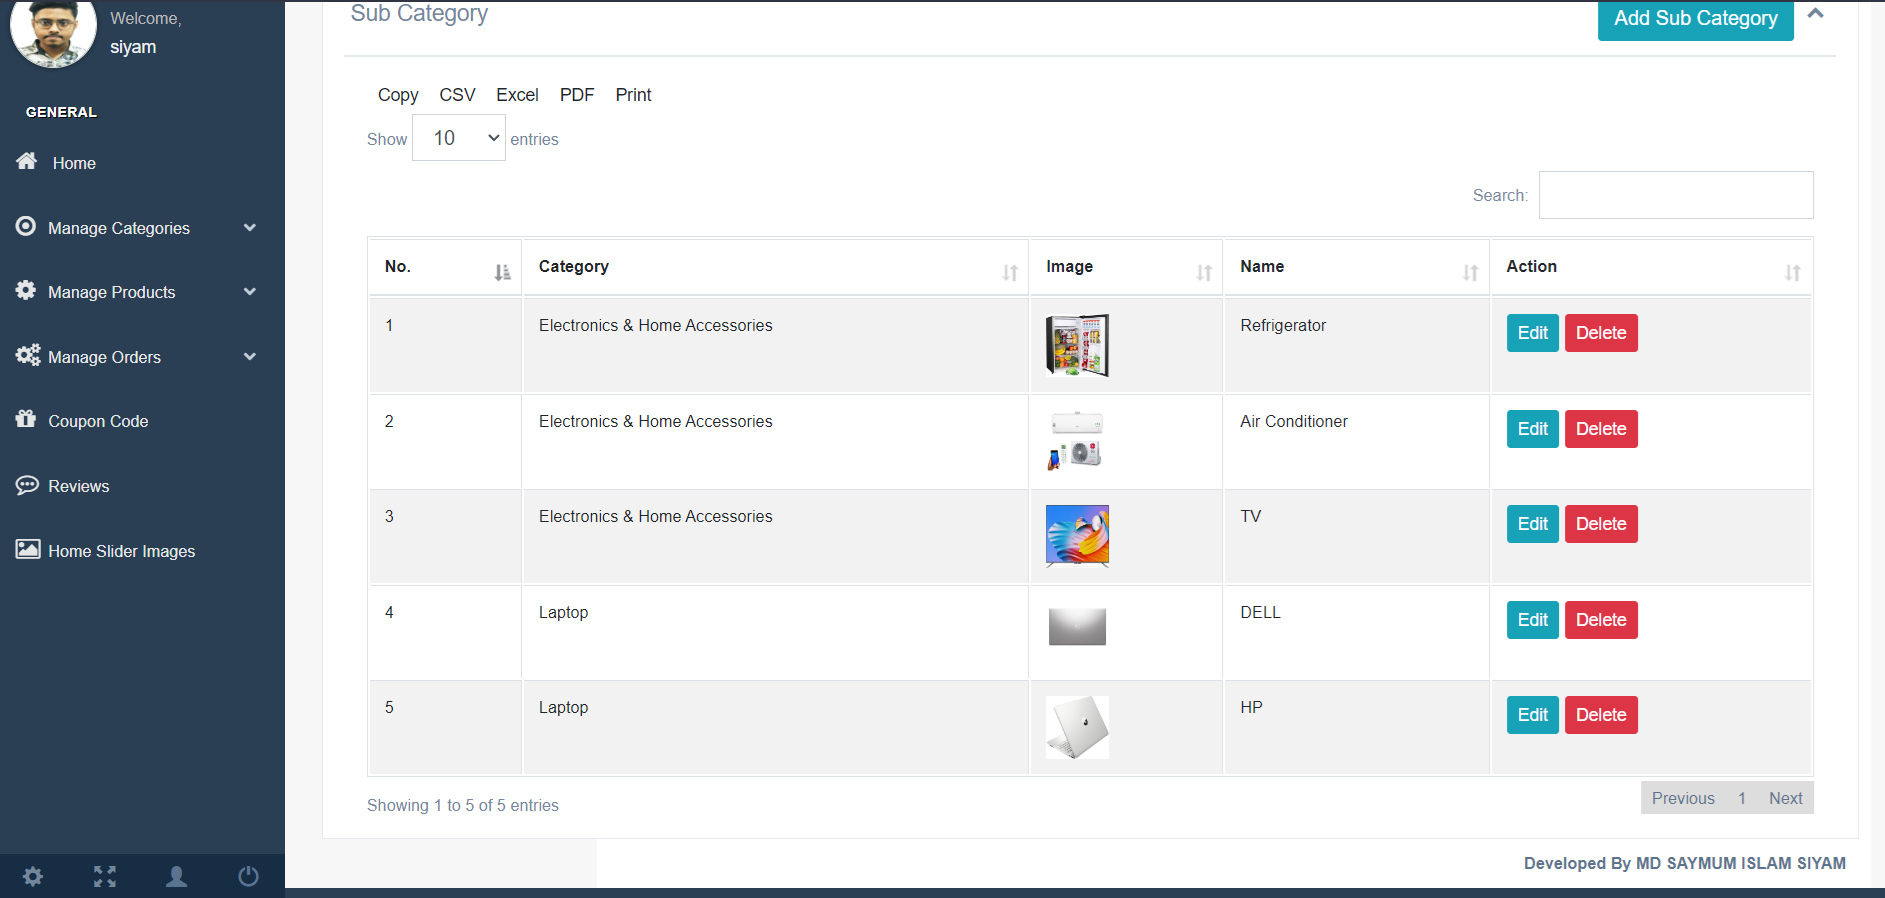 Welcome,
siyam
GENERAL
Home
Manage Categories
Manage Products
Manage Orders
Coupon Code
Reviews
Home Slider Images
Sub Category
Add Sub Category
Copy CSV Excel PDF Print
Show 10 entries
Search:
No. Category Image Name Action
1 Electronics & Home Accessories Refrigerator Edit Delete
2 Electronics & Home Accessories Air Conditioner Edit Delete
3 Electronics & Home Accessories TV Edit Delete
4 Laptop DELL Edit Delete
5 Laptop HP Edit Delete
Showing 1 to 5 of 5 entries
Previous 1 Next
Developed By MD SAYMUM ISLAM SIYAM